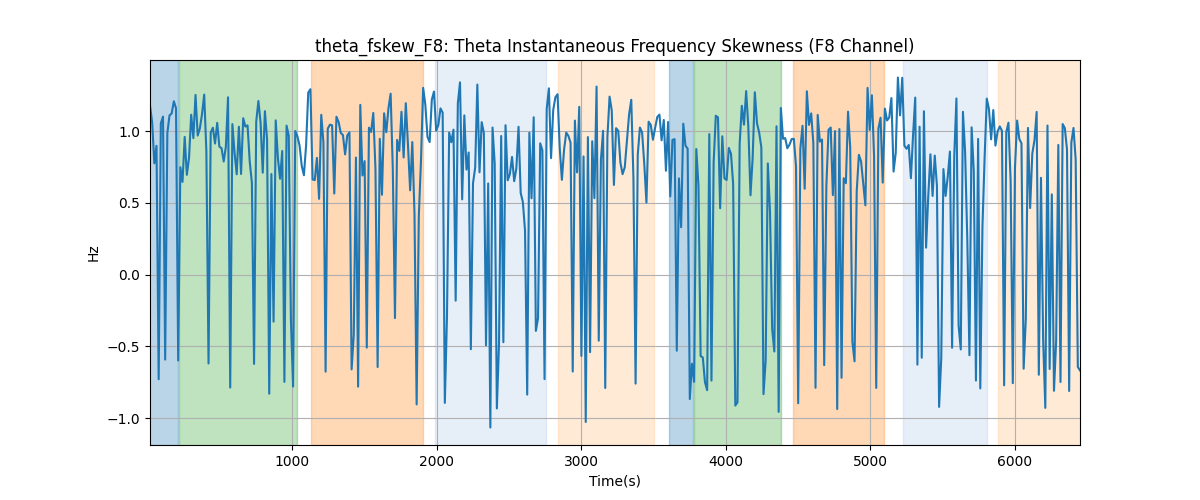 theta_fskew_F8: Theta Instantaneous Frequency Skewness (F8 Channel)
1.0
0.5
0.0
−0.5
−1.0
Hz
1000 2000 3000 4000 5000 6000
Time(s)